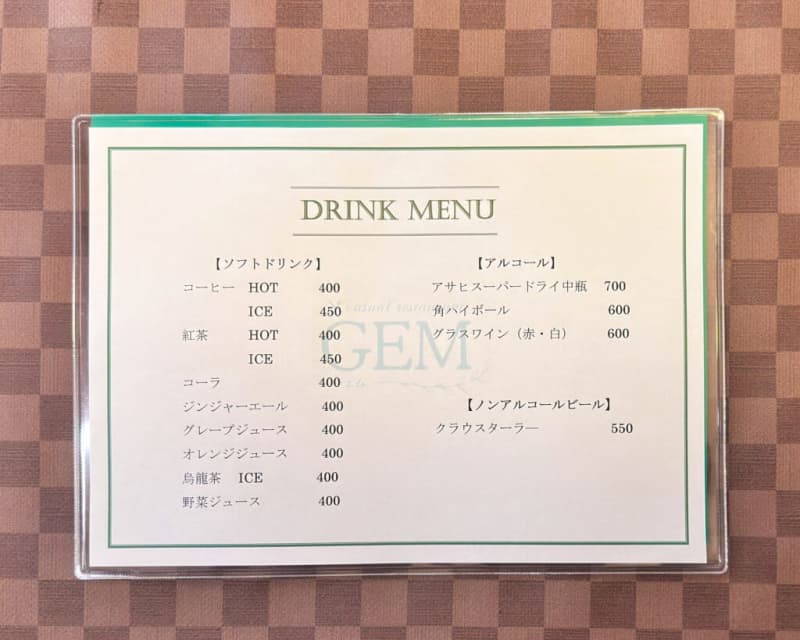 DRINK MENU
【ソフトドリンク】
コーヒー HOT 400
ICE 450
紅茶 HOT 400
ICE 450
コーラ 400
ジンジャーエール 400
グレープジュース 400
オレンジジュース 400
烏龍茶 ICE 400
野菜ジュース 400
【アルコール】
アサヒスーパードライ中瓶 700
角ハイボール 600
グラスワイン（赤・白） 600
【ノンアルコールビール】
クラウスターラ― 550
GEM